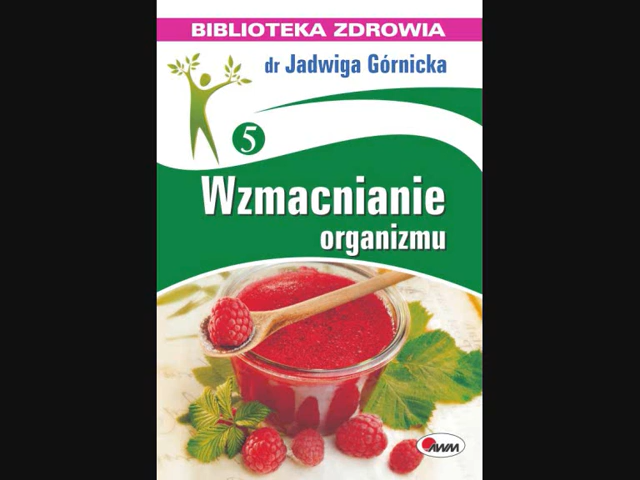 BIBLIOTEKA ZDROWIA
dr Jadwiga Górnicka
5
Wzmacnianie
organizmu
AWM